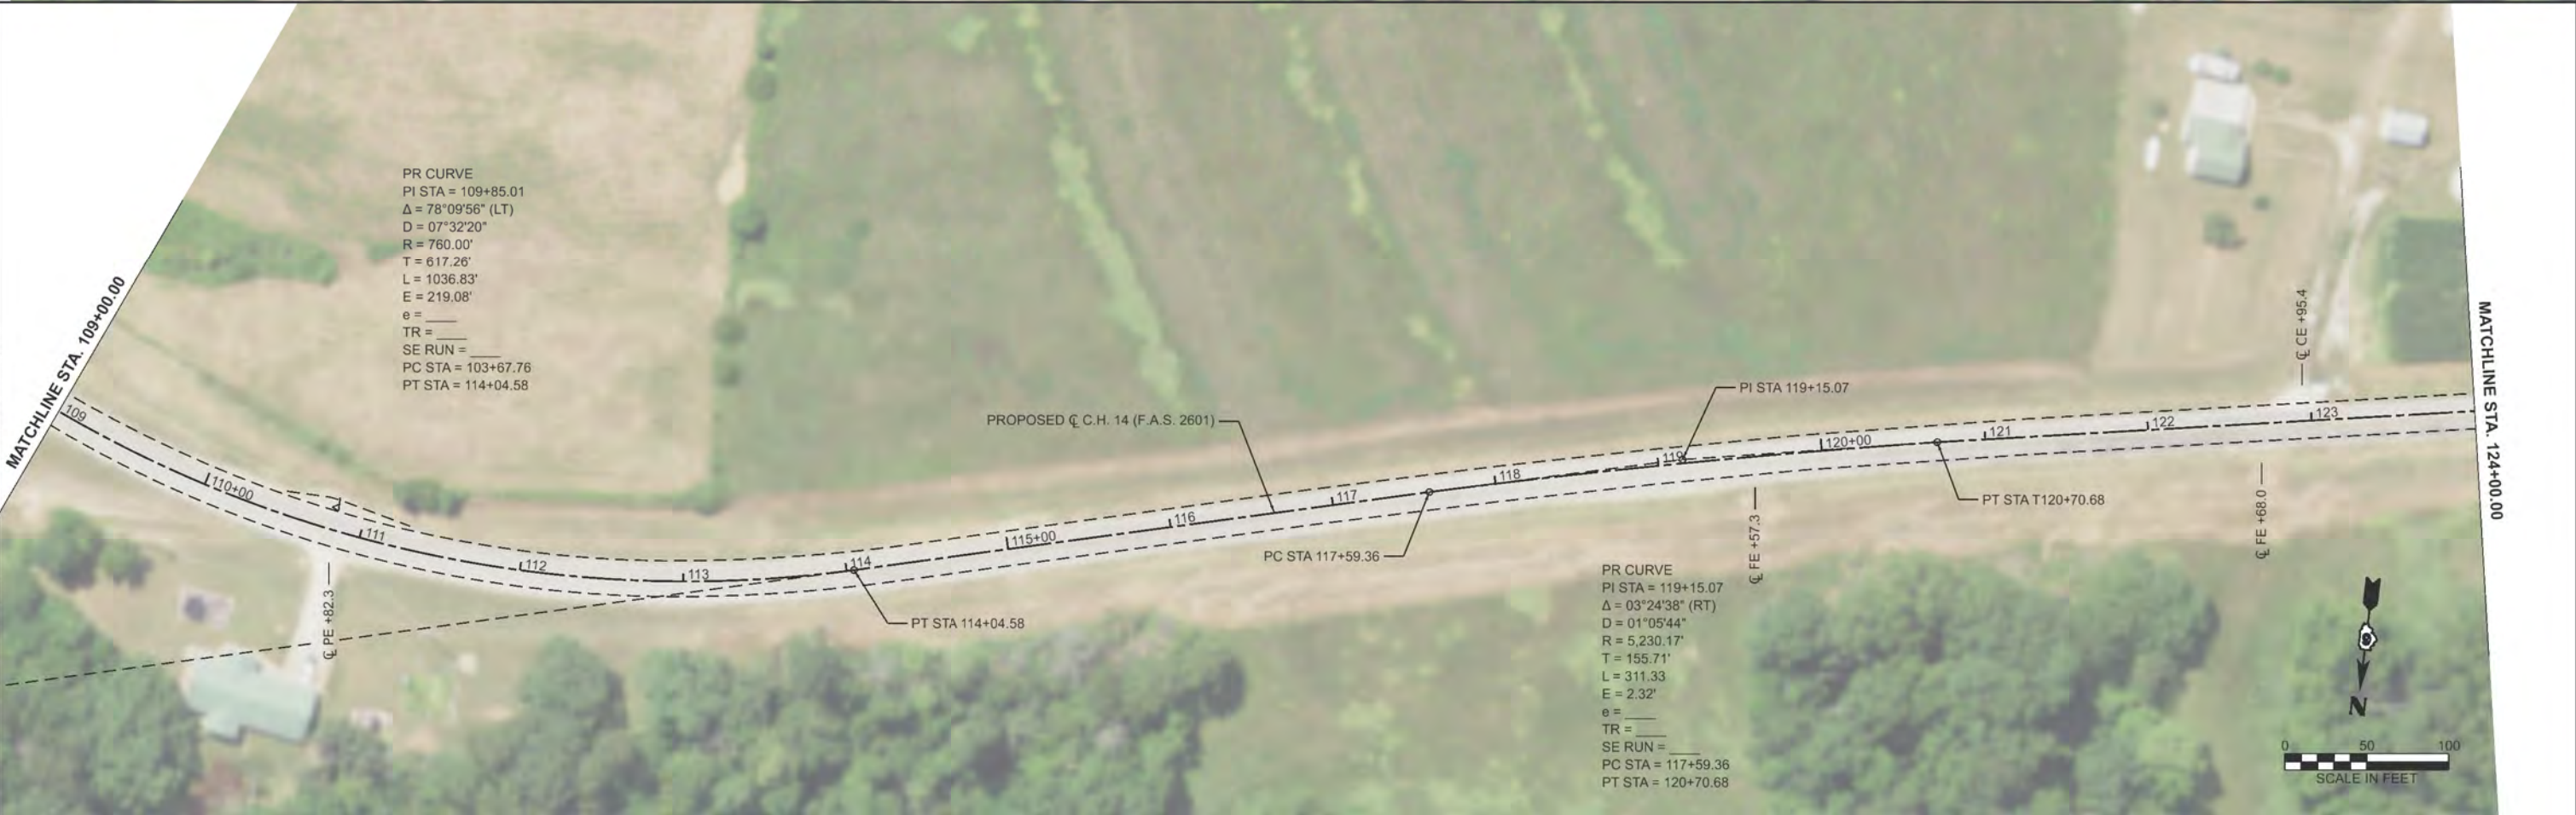 MATCHLINE STA. 109+00.00
PR CURVE
PI STA = 109+85.01
Δ = 78°09'56" (LT)
D = 07°32'20"
R = 760.00'
T = 617.26'
L = 1036.83'
E = 219.08'
e = ____
TR = ____
SE RUN = ____
PC STA = 103+67.76
PT STA = 114+04.58
109
110+00
111
112
113
114
115+00
116
117
118
119
120+00
121
122
123
℄ PE +82.3
PT STA 114+04.58
PROPOSED ℄ C.H. 14 (F.A.S. 2601)
PC STA 117+59.36
PI STA 119+15.07
PT STA T120+70.68
℄ FE +57.3
℄ CE +95.4
℄ FE +68.0
PR CURVE
PI STA = 119+15.07
Δ = 03°24'38" (RT)
D = 01°05'44"
R = 5,230.17'
T = 155.71'
L = 311.33
E = 2.32'
e = ____
TR = ____
SE RUN = ____
PC STA = 117+59.36
PT STA = 120+70.68
MATCHLINE STA. 124+00.00
N
0 50 100
SCALE IN FEET